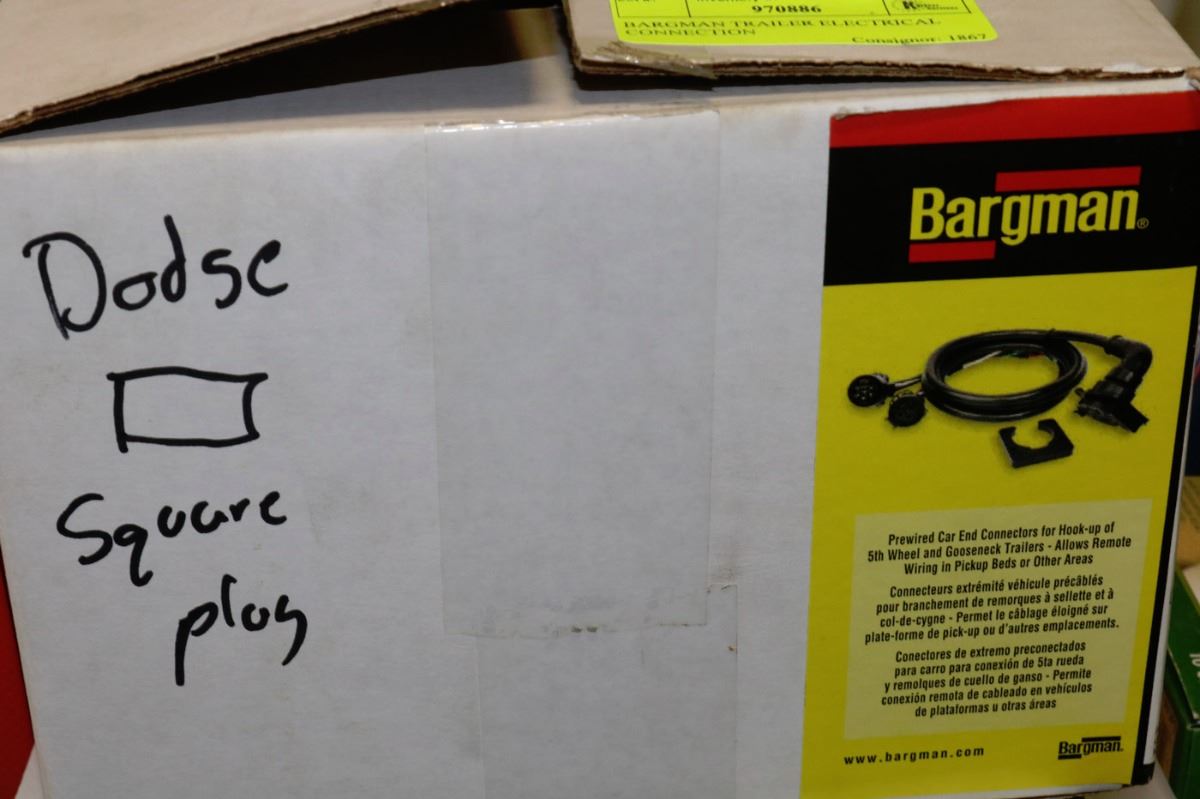 970886
BARGMAN TRAILER ELECTRICAL
CONNECTION
Consignor: 1867
Dodge
Square
plug
Bargman®
Prewired Car End Connectors for Hook-up of
5th Wheel and Gooseneck Trailers - Allows Remote
Wiring in Pickup Beds or Other Areas
Connecteurs extrémité véhicule précâblés
pour branchement de remorques à sellette et à
col-de-cygne - Permet le câblage éloigné sur
plate-forme de pick-up ou d'autres emplacements.
Conectores de extremo preconectados
para carro para conexión de 5ta rueda
y remolques de cuello de ganso - Permite
conexión remota de cableado en vehículos
de plataformas u otras áreas
www.bargman.com
Bargman.